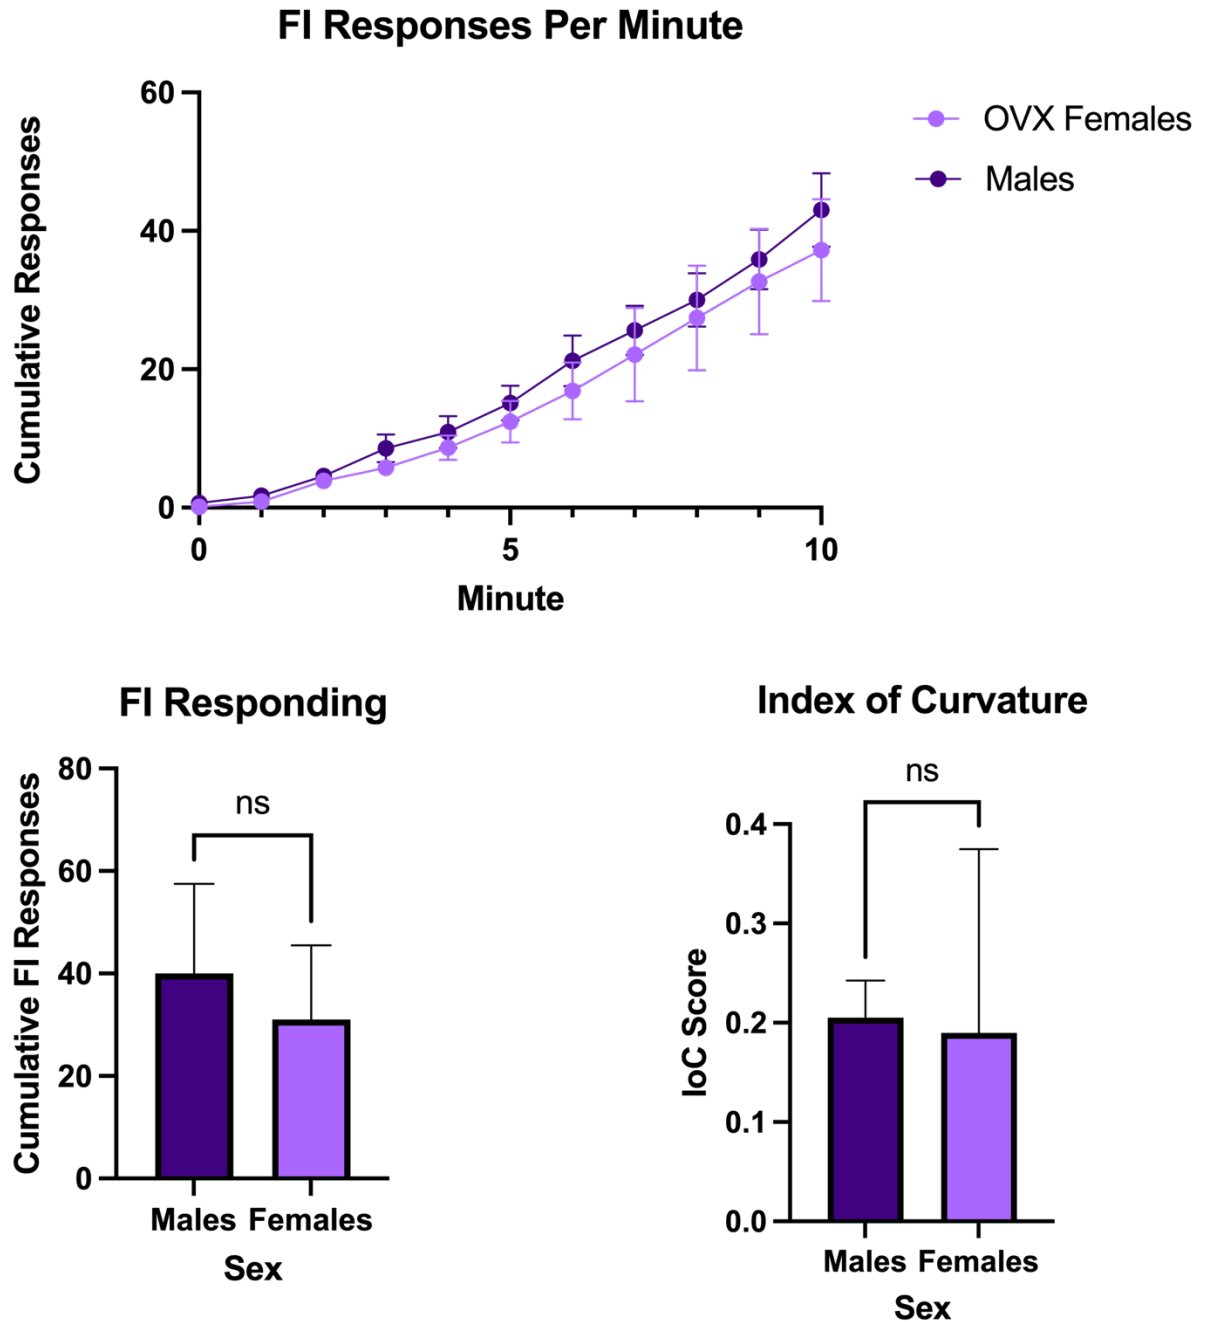 FI Responses Per Minute
Cumulative Responses
60
40
20
0
0 5 10
Minute
OVX Females
Males
FI Responding
Cumulative FI Responses
80
60
40
20
0
ns
Males Females
Sex
Index of Curvature
IoC Score
0.4
0.3
0.2
0.1
0.0
ns
Males Females
Sex